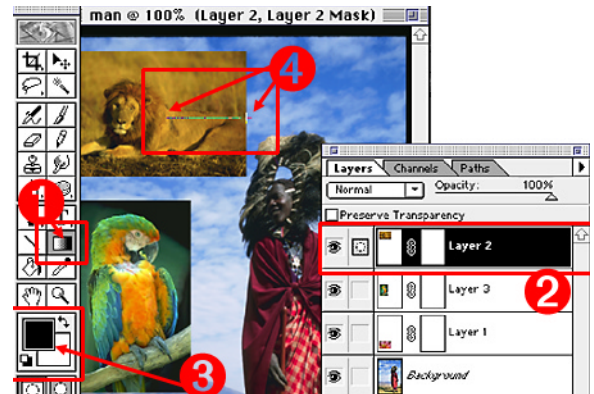 man @ 100% (Layer 2, Layer 2 Mask)
4
1
3
Layers Channels Paths
Normal Opacity: 100%
Preserve Transparency
Layer 2
2
Layer 3
Layer 1
Background